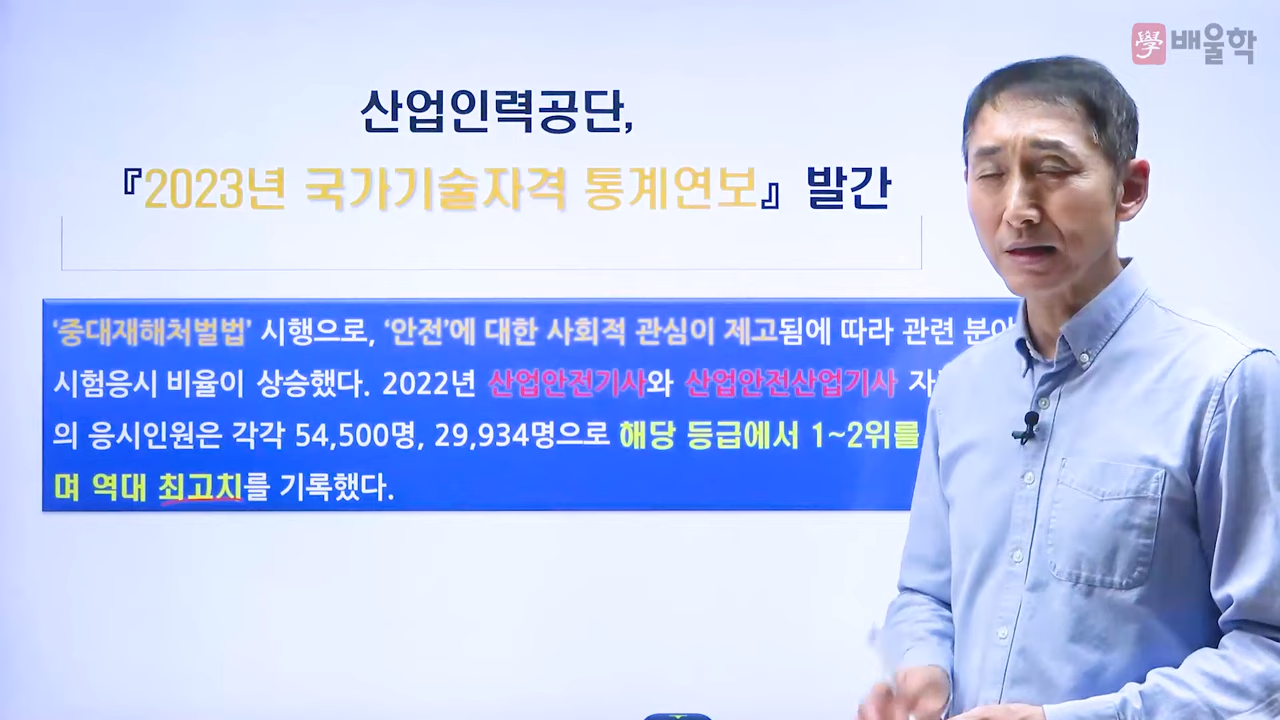 學 배울학
산업인력공단,
『2023년 국가기술자격 통계연보』 발간
‘중대재해처벌법’ 시행으로, ‘안전’에 대한 사회적 관심이 제고됨에 따라 관련 분야
시험응시 비율이 상승했다. 2022년 산업안전기사와 산업안전산업기사
의 응시인원은 각각 54,500명, 29,934명으로 해당 등급에서 1~2위를
며 역대 최고치를 기록했다.